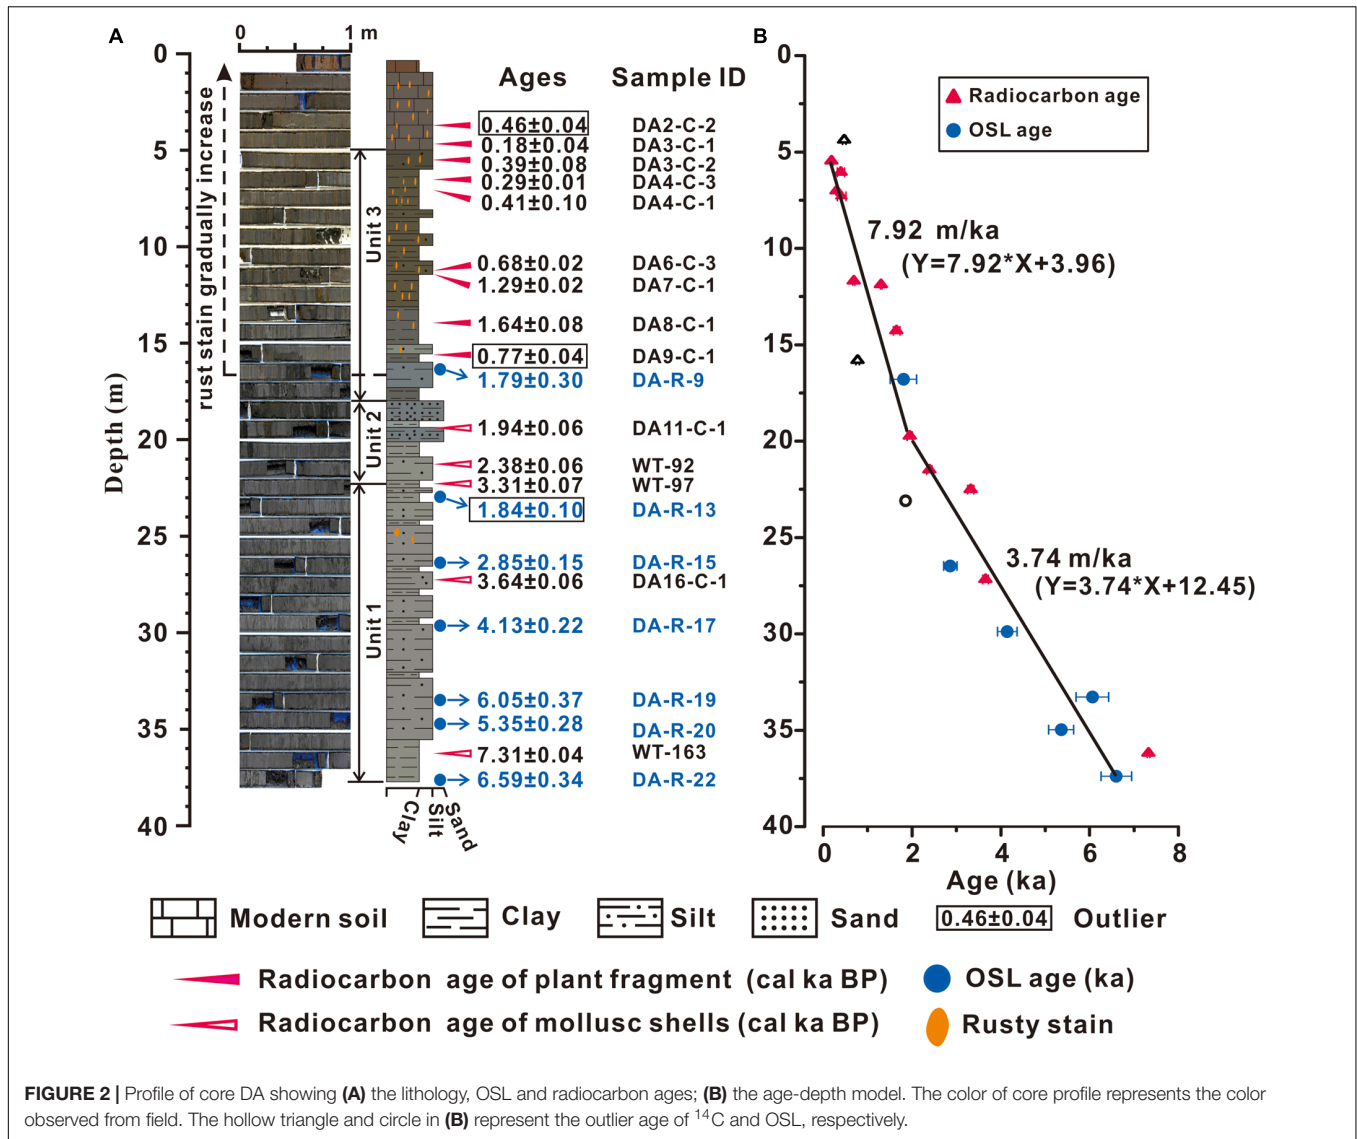 A
B
0 1 m
0
5
10
15
20
25
30
35
40
Depth (m)
rust stain gradually increase
Unit 3
Unit 2
Unit 1
Ages Sample ID
0.46±0.04 DA2-C-2
0.18±0.04 DA3-C-1
0.39±0.08 DA3-C-2
0.29±0.01 DA4-C-3
0.41±0.10 DA4-C-1
0.68±0.02 DA6-C-3
1.29±0.02 DA7-C-1
1.64±0.08 DA8-C-1
0.77±0.04 DA9-C-1
1.79±0.30 DA-R-9
1.94±0.06 DA11-C-1
2.38±0.06 WT-92
3.31±0.07 WT-97
1.84±0.10 DA-R-13
2.85±0.15 DA-R-15
3.64±0.06 DA16-C-1
4.13±0.22 DA-R-17
6.05±0.37 DA-R-19
5.35±0.28 DA-R-20
7.31±0.04 WT-163
6.59±0.34 DA-R-22
Clay
Silt
Sand
0
5
10
15
20
25
30
35
40
Radiocarbon age
OSL age
7.92 m/ka
(Y=7.92*X+3.96)
3.74 m/ka
(Y=3.74*X+12.45)
0 2 4 6 8
Age (ka)
Modern soil Clay Silt Sand 0.46±0.04 Outlier
Radiocarbon age of plant fragment (cal ka BP) OSL age (ka)
Radiocarbon age of mollusc shells (cal ka BP) Rusty stain
FIGURE 2 | Profile of core DA showing (A) the lithology, OSL and radiocarbon ages; (B) the age-depth model. The color of core profile represents the color
observed from field. The hollow triangle and circle in (B) represent the outlier age of 14C and OSL, respectively.